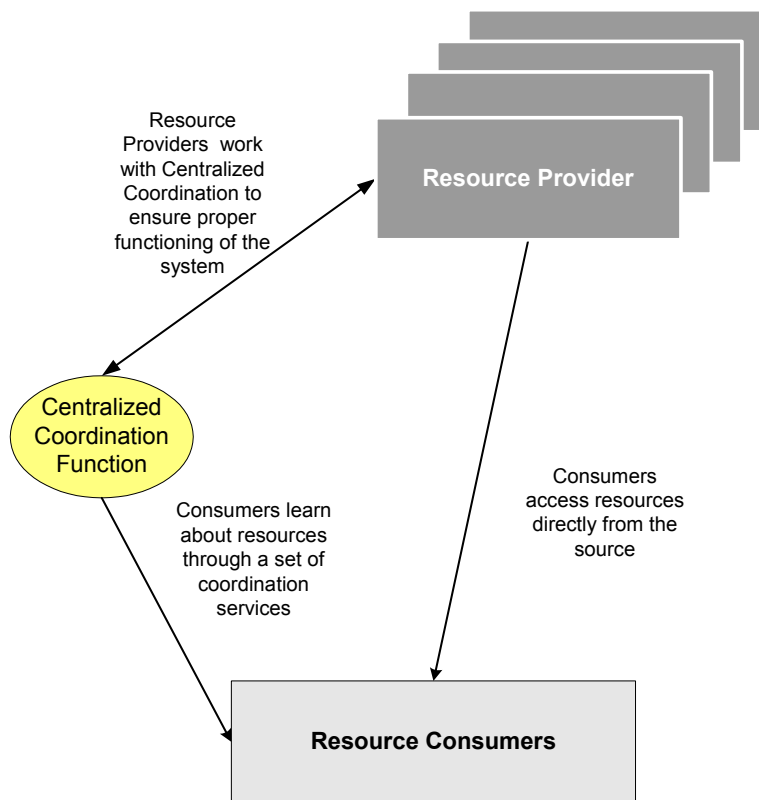 Resource
Providers work
with Centralized
Coordination to
ensure proper
functioning of the
system
Resource Provider
Centralized
Coordination
Function
Consumers learn
about resources
through a set of
coordination
services
Consumers
access resources
directly from the
source
Resource Consumers